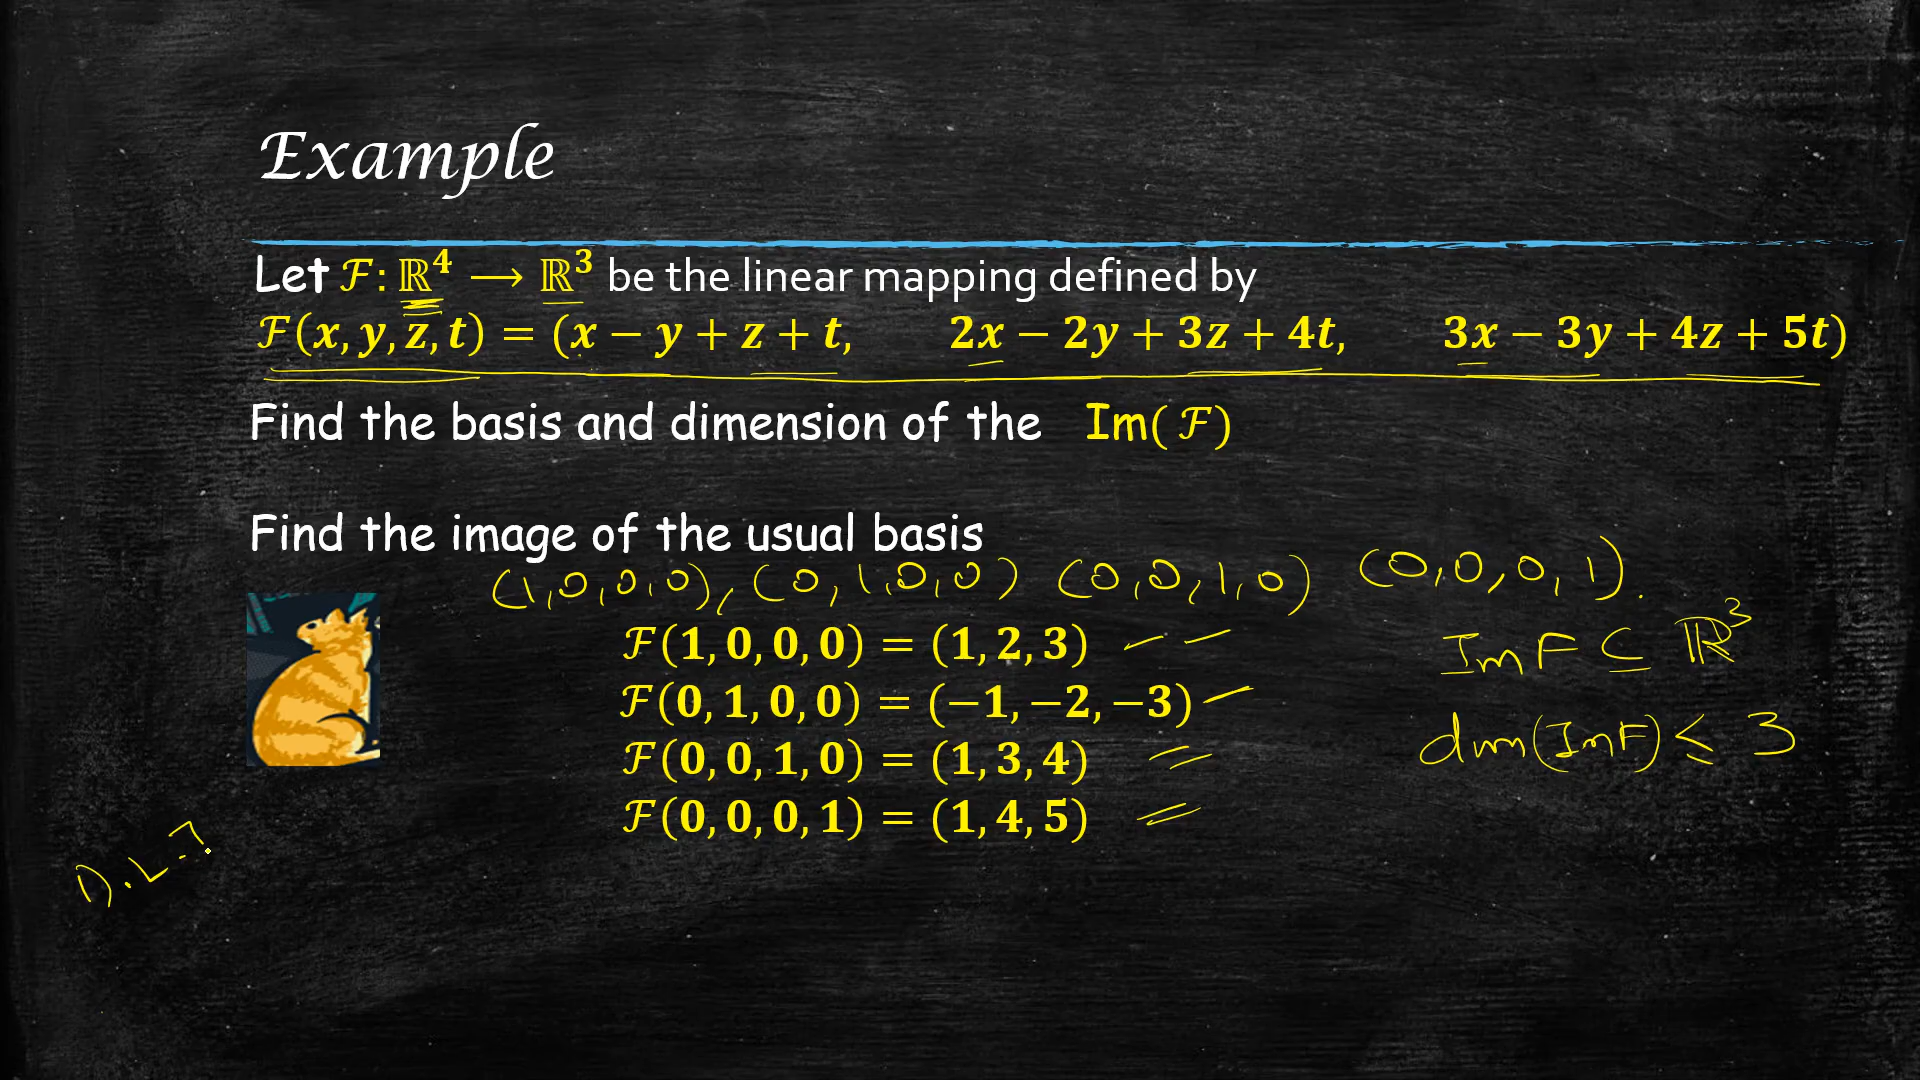 Example
Let ℱ: ℝ⁴ ⟶ ℝ³ be the linear mapping defined by
ℱ(x, y, z, t) = (x − y + z + t, 2x − 2y + 3z + 4t, 3x − 3y + 4z + 5t)
Find the basis and dimension of the Im( ℱ)
Find the image of the usual basis
(1,0,0,0), (0,1,0,0) (0,0,1,0) (0,0,0,1).
ℱ(1, 0, 0, 0) = (1, 2, 3)
Im F ⊆ ℝ³
ℱ(0, 1, 0, 0) = (−1, −2, −3)
dim(Im F) ≤ 3
ℱ(0, 0, 1, 0) = (1, 3, 4)
ℱ(0, 0, 0, 1) = (1, 4, 5)
D.L.?